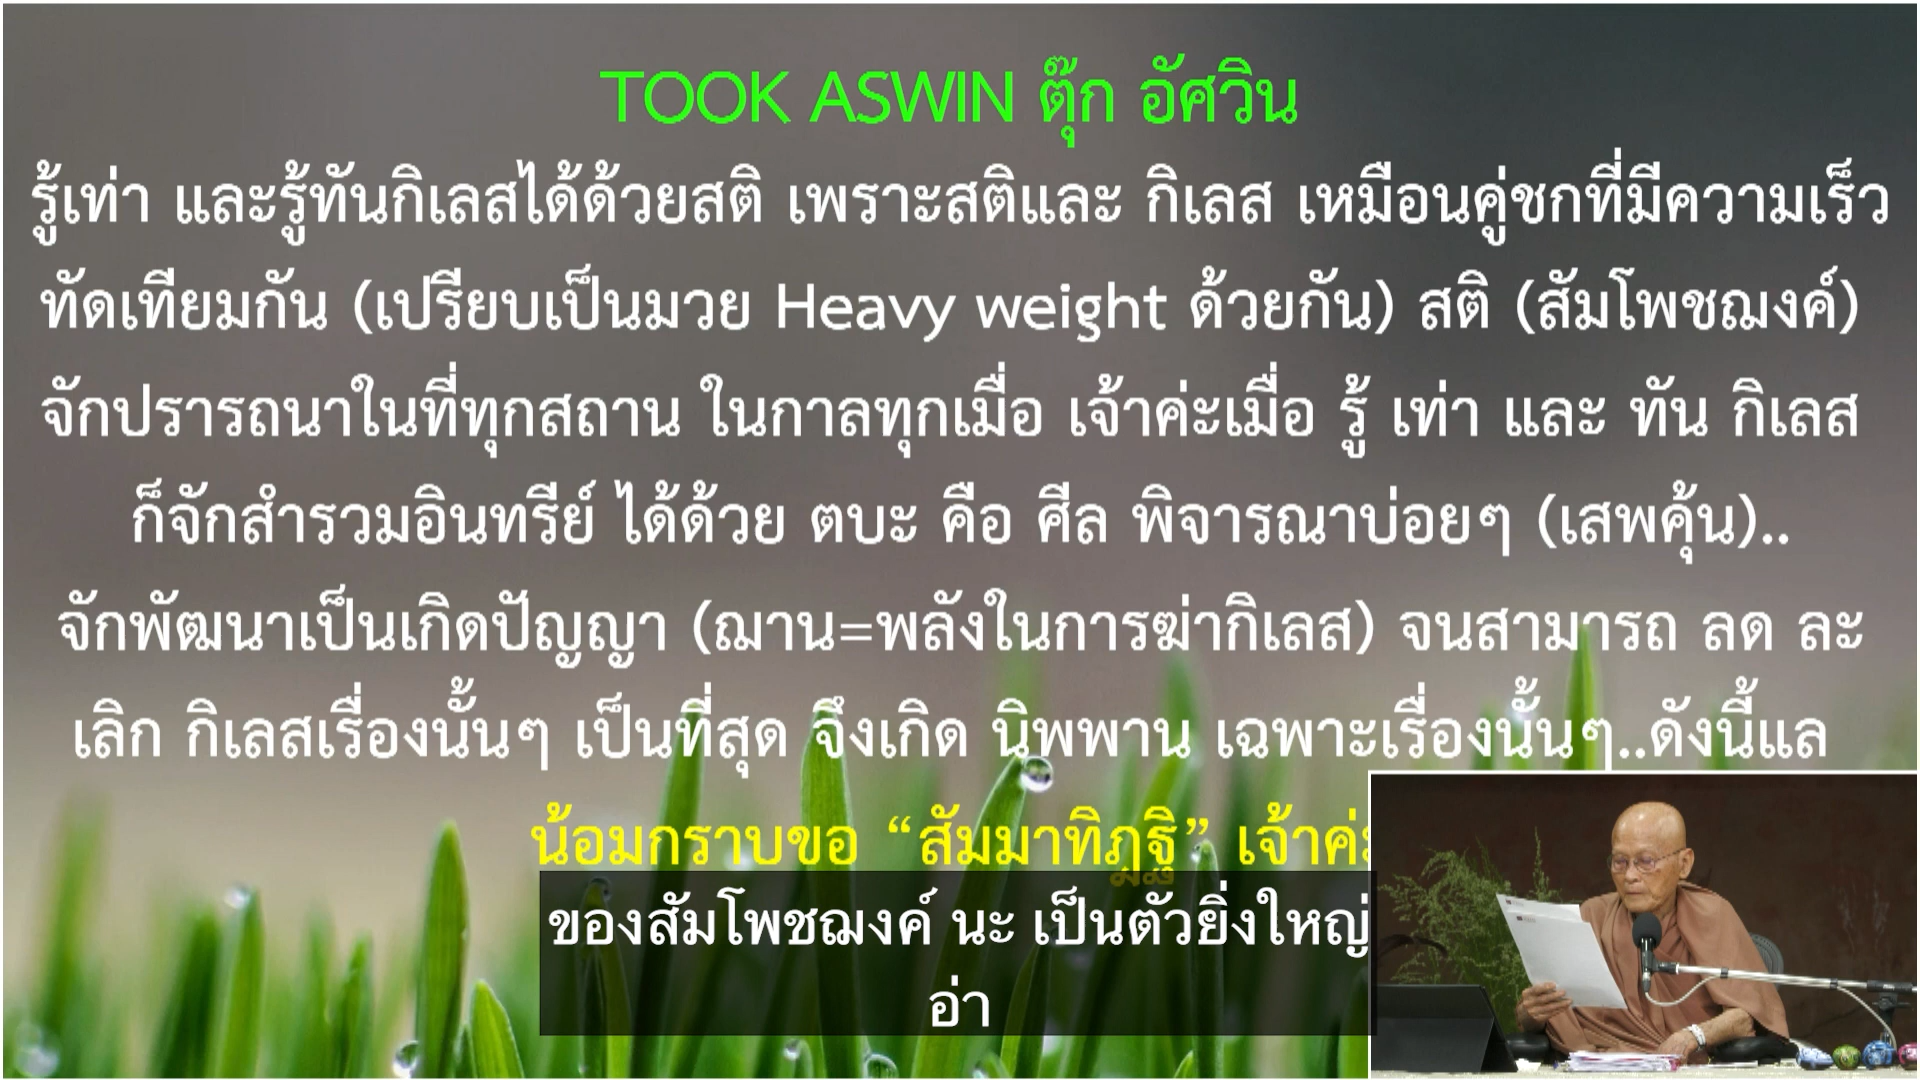 TOOK ASWIN ตุ๊ก อัศวิน
รู้เท่า และรู้ทันกิเลสได้ด้วยสติ เพราะสติและ กิเลส เหมือนคู่ชกที่มีความเร็ว
ทัดเทียมกัน (เปรียบเป็นมวย Heavy weight ด้วยกัน) สติ (สัมโพชฌงค์)
จักปรารถนาในที่ทุกสถาน ในกาลทุกเมื่อ เจ้าค่ะเมื่อ รู้ เท่า และ ทัน กิเลส
ก็จักสำรวมอินทรีย์ ได้ด้วย ตบะ คือ ศีล พิจารณาบ่อยๆ (เสพคุ้น)..
จักพัฒนาเป็นเกิดปัญญา (ฌาน=พลังในการฆ่ากิเลส) จนสามารถ ลด ละ
เลิก กิเลสเรื่องนั้นๆ เป็นที่สุด จึงเกิด นิพพาน เฉพาะเรื่องนั้นๆ..ดังนี้แล
น้อมกราบขอ “สัมมาทิฏฐิ” เจ้าค่ะ
ของสัมโพชฌงค์ นะ เป็นตัวยิ่งใหญ่
อ่า